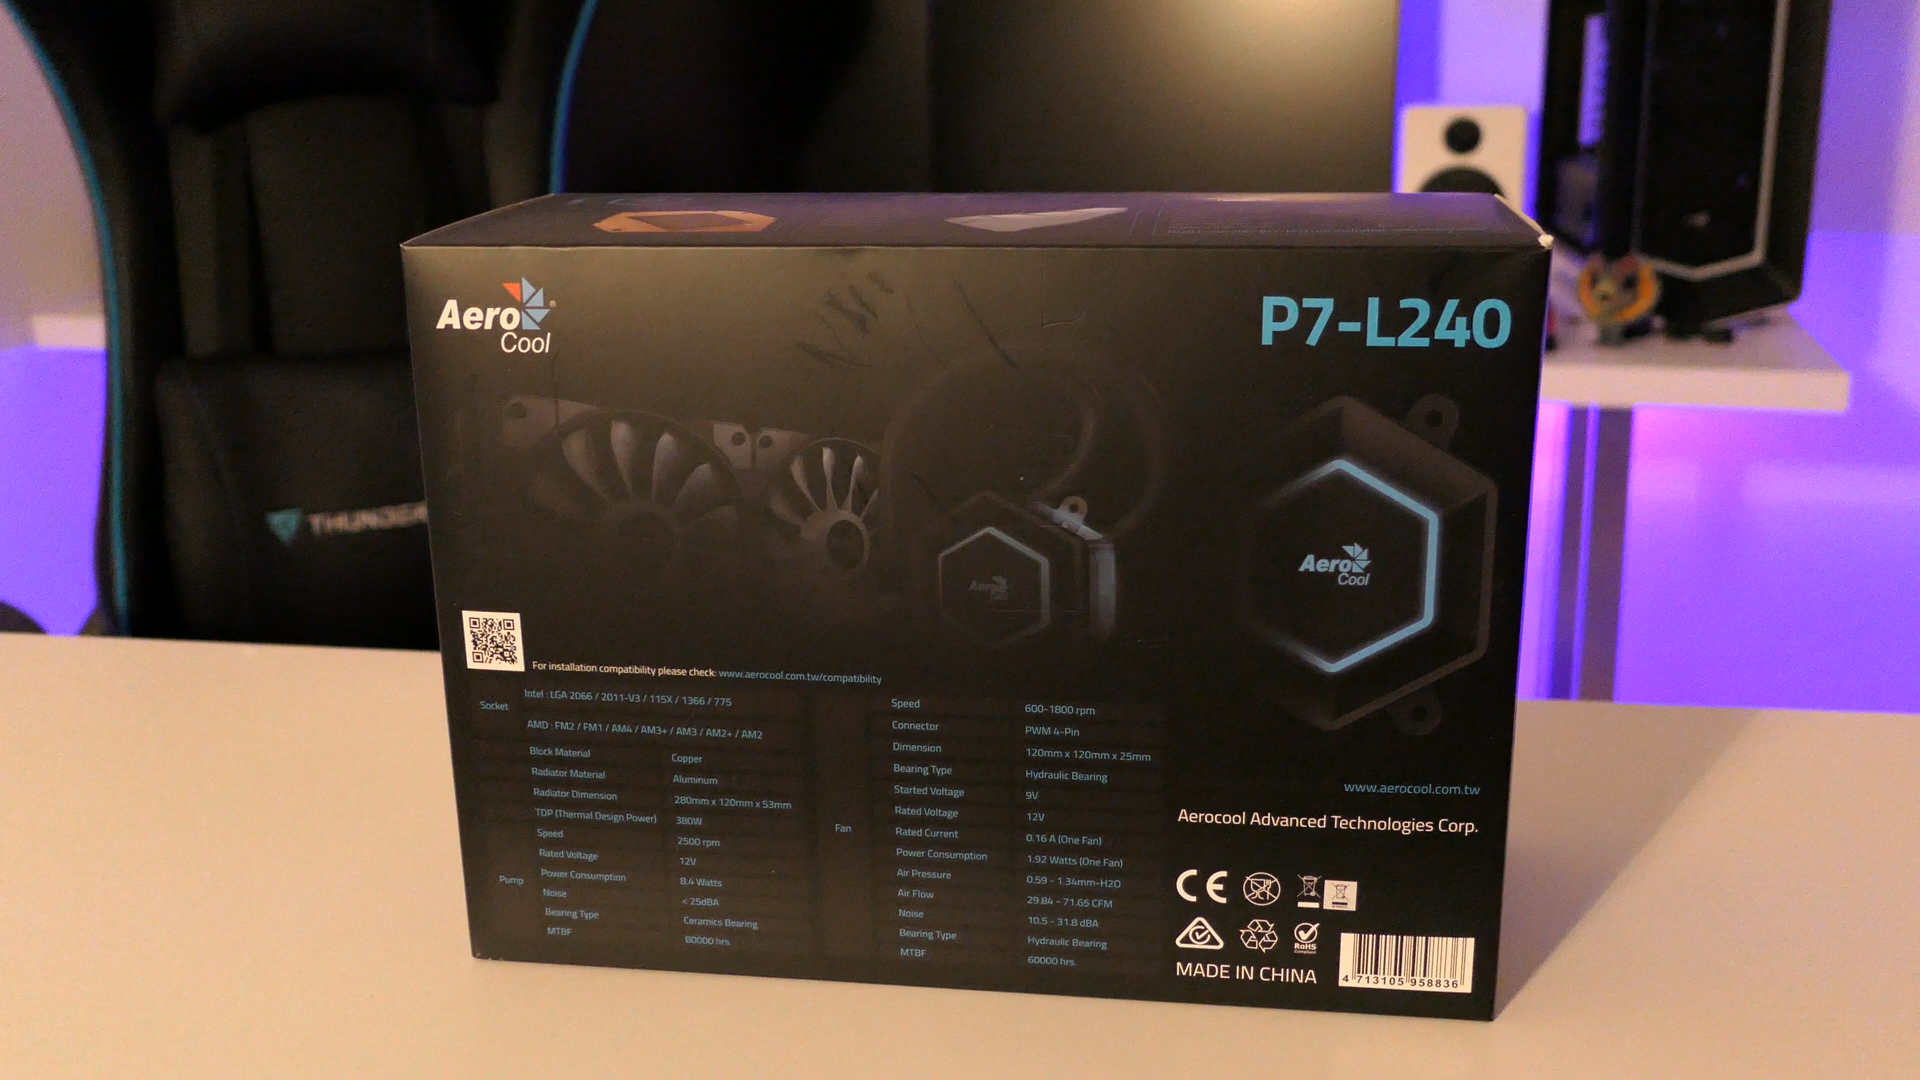 Aero
Cool
P7-L240
THUNDER
Aero
Cool
Aero
Cool
For installation compatibility please check: www.aerocool.com.tw/compatibility
Socket
Intel : LGA 2066 / 2011-V3 / 115X / 1366 / 775
AMD : FM2 / FM1 / AM4 / AM3+ / AM3 / AM2+ / AM2
Block Material Copper
Radiator Material Aluminum
Radiator Dimension 280mm x 120mm x 53mm
TDP (Thermal Design Power) 380W
Pump
Speed 2500 rpm
Rated Voltage 12V
Power Consumption 8.4 Watts
Noise < 25dBA
Bearing Type Ceramics Bearing
MTBF 80000 hrs.
Fan
Speed 600-1800 rpm
Connector PWM 4-Pin
Dimension 120mm x 120mm x 25mm
Bearing Type Hydraulic Bearing
Started Voltage 9V
Rated Voltage 12V
Rated Current 0.16 A (One Fan)
Power Consumption 1.92 Watts (One Fan)
Air Pressure 0.59 - 1.34mm-H2O
Air Flow 29.84 - 71.65 CFM
Noise 10.5 - 31.8 dBA
Bearing Type Hydraulic Bearing
MTBF 60000 hrs.
www.aerocool.com.tw
Aerocool Advanced Technologies Corp.
CE
RoHS
Compliant
MADE IN CHINA
4 713105 958836